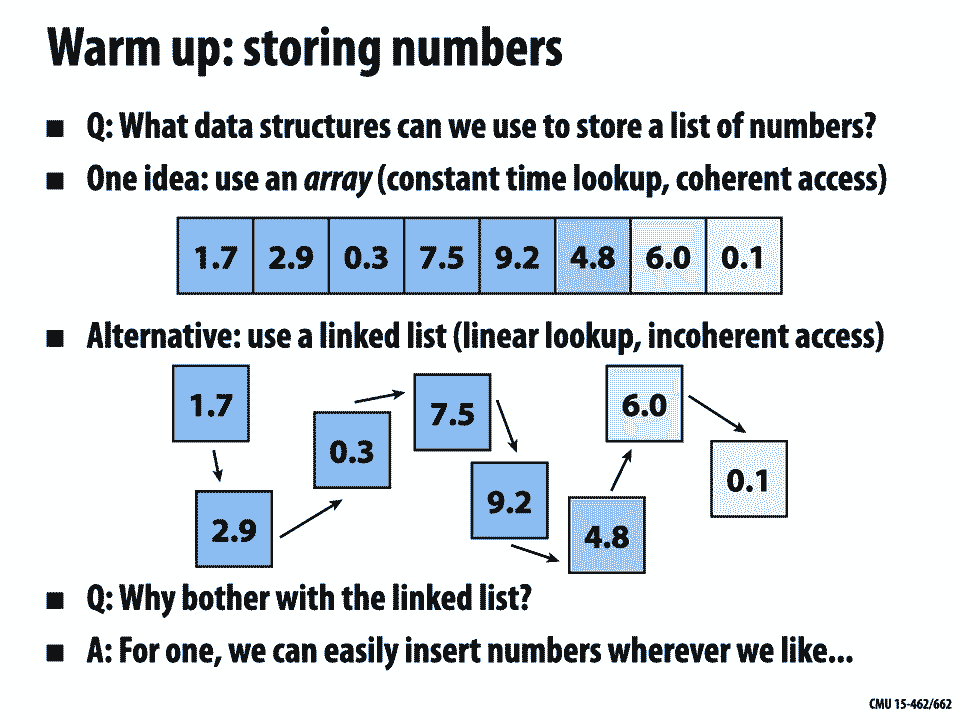 Warm up: storing numbers
■ Q: What data structures can we use to store a list of numbers?
■ One idea: use an array (constant time lookup, coherent access)
1.7 2.9 0.3 7.5 9.2 4.8 6.0 0.1
■ Alternative: use a linked list (linear lookup, incoherent access)
1.7
2.9
0.3
7.5
9.2
4.8
6.0
0.1
■ Q: Why bother with the linked list?
■ A: For one, we can easily insert numbers wherever we like...
CMU 15-462/662